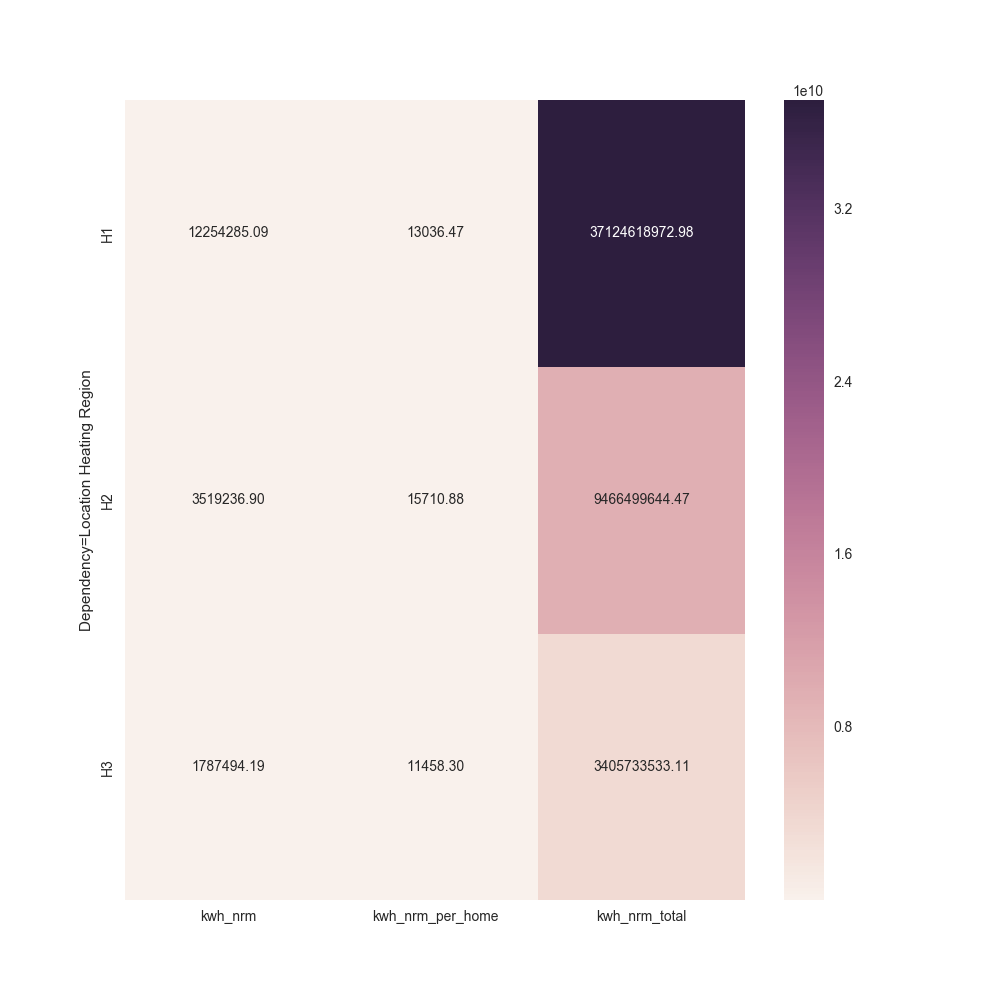 1e10
H1
12254285.09
13036.47
37124618972.98
3.2
2.4
Dependency=Location Heating Region
H2
3519236.90
15710.88
9466499644.47
1.6
0.8
H3
1787494.19
11458.30
3405733533.11
kwh_nrm
kwh_nrm_per_home
kwh_nrm_total